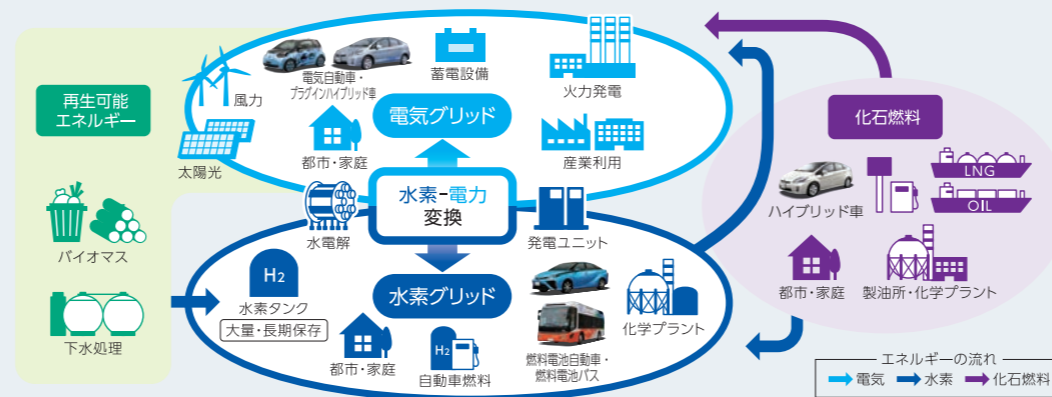 再生可能
エネルギー
風力
太陽光
バイオマス
下水処理
電気自動車・
プラグインハイブリッド車
蓄電設備
火力発電
電気グリッド
都市・家庭
産業利用
水素-電力
変換
水電解
発電ユニット
水素グリッド
H2
水素タンク
大量・長期保存
都市・家庭
H2
自動車燃料
燃料電池自動車・
燃料電池バス
化学プラント
化石燃料
ハイブリッド車
LNG
OIL
都市・家庭
製油所・化学プラント
エネルギーの流れ
電気 水素 化石燃料